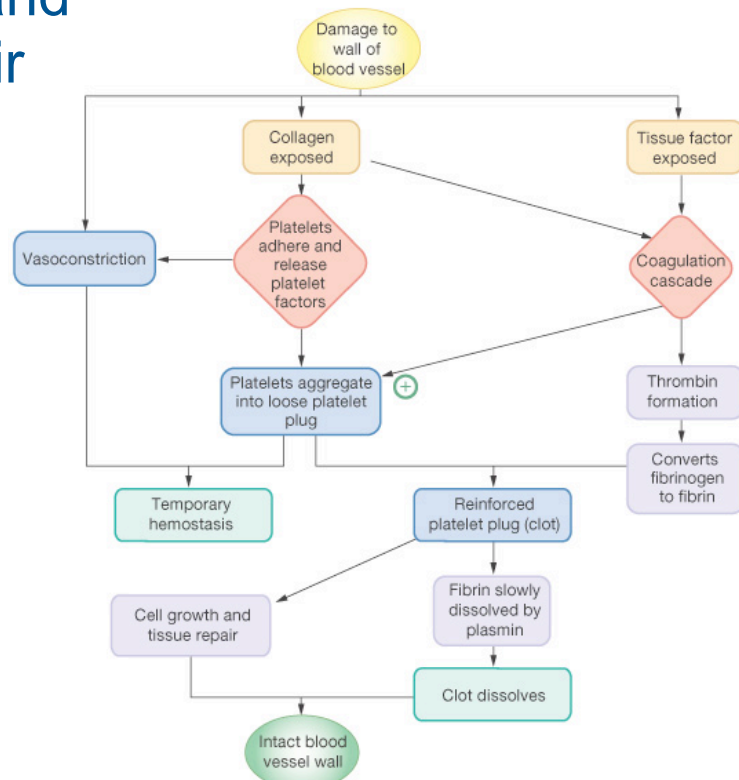 and
ir
Damage to
wall of
blood vessel
Collagen
exposed
Tissue factor
exposed
Vasoconstriction
Platelets
adhere and
release
platelet
factors
Coagulation
cascade
Platelets aggregate
into loose platelet
plug
+
Thrombin
formation
Converts
fibrinogen
to fibrin
Temporary
hemostasis
Reinforced
platelet plug (clot)
Cell growth and
tissue repair
Fibrin slowly
dissolved by
plasmin
Clot dissolves
Intact blood
vessel wall